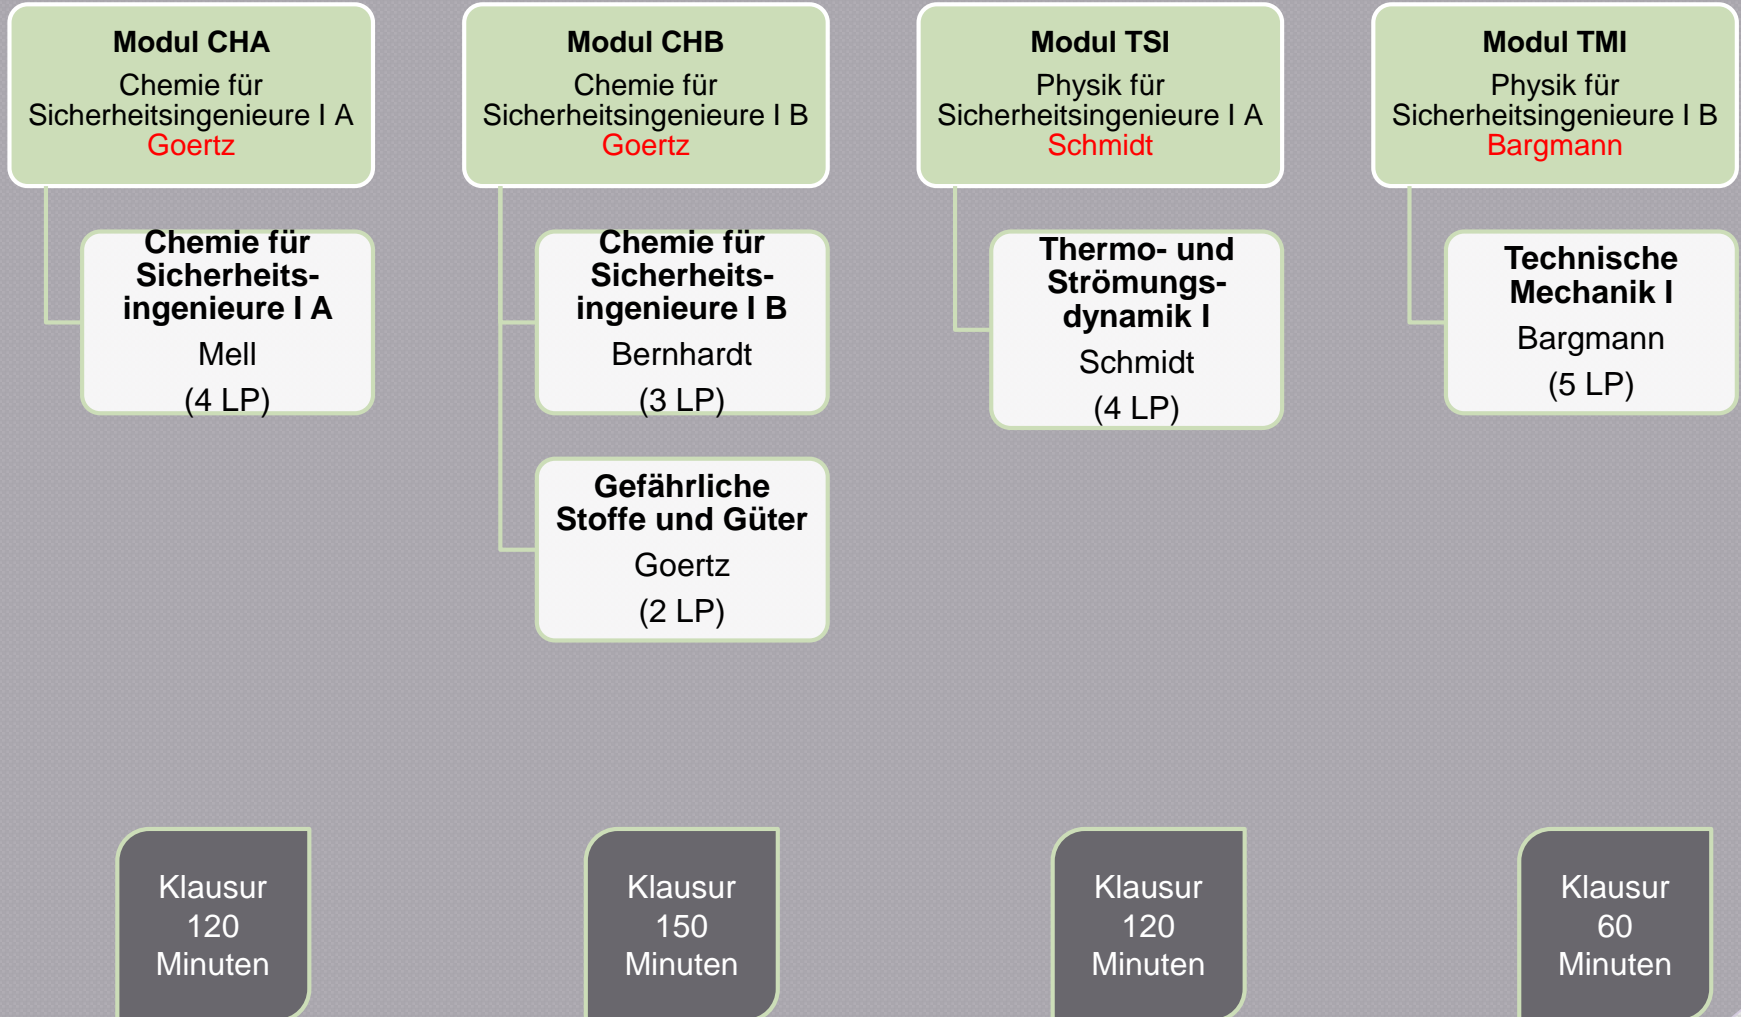 Modul CHA
Chemie für
Sicherheitsingenieure I A
Goertz
Chemie für
Sicherheits-
ingenieure I A
Mell
(4 LP)
Klausur
120
Minuten
Modul CHB
Chemie für
Sicherheitsingenieure I B
Goertz
Chemie für
Sicherheits-
ingenieure I B
Bernhardt
(3 LP)
Gefährliche
Stoffe und Güter
Goertz
(2 LP)
Klausur
150
Minuten
Modul TSI
Physik für
Sicherheitsingenieure I A
Schmidt
Thermo- und
Strömungs-
dynamik I
Schmidt
(4 LP)
Klausur
120
Minuten
Modul TMI
Physik für
Sicherheitsingenieure I B
Bargmann
Technische
Mechanik I
Bargmann
(5 LP)
Klausur
60
Minuten